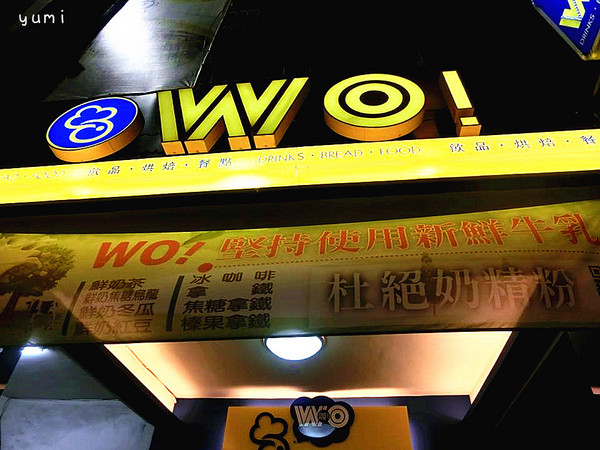 yumi
WO!
DRINKS
飲品・烘焙・餐點 DRINKS・BREAD・FOOD 飲品・烘焙・餐
WO! 堅持使用新鮮牛乳
杜絕奶精粉
鮮奶茶
鮮奶焦糖烏龍
鮮奶冬瓜
鮮奶紅豆
冰咖啡
拿鐵
焦糖拿鐵
榛果拿鐵
WO